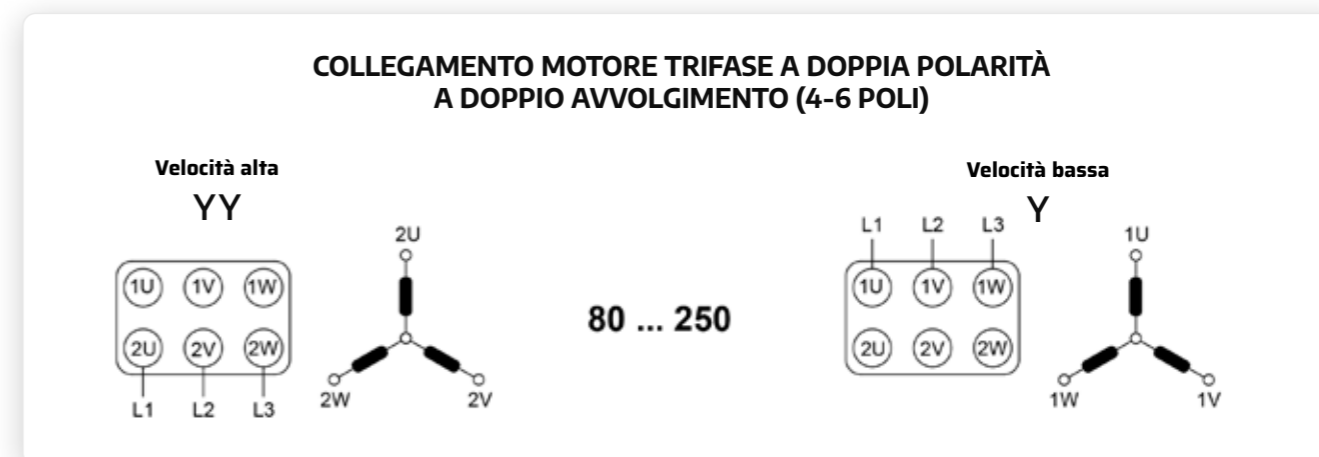 COLLEGAMENTO MOTORE TRIFASE A DOPPIA POLARITÀ
A DOPPIO AVVOLGIMENTO (4-6 POLI)
Velocità alta
YY
1U 1V 1W
2U 2V 2W
L1 L2 L3
2U
2W 2V
80 ... 250
Velocità bassa
Y
L1 L2 L3
1U 1V 1W
2U 2V 2W
1U
1W 1V